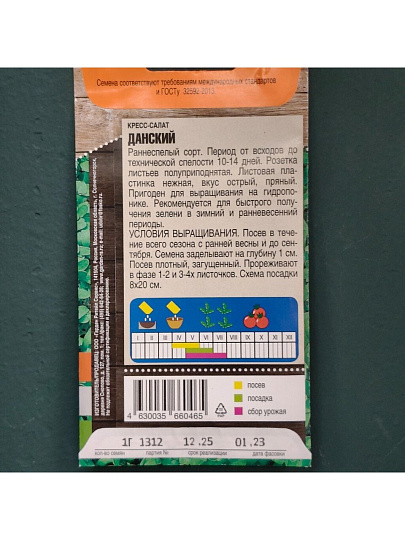 Семена соответствуют требованиям международных стандартов
и ГОСТу 32592-2013.
КРЕСС-САЛАТ
ДАНСКИЙ
Раннеспелый сорт. Период от всходов до
технической спелости 10-14 дней. Розетка
листьев полуприподнятая. Листовая пла-
стинка нежная, вкус острый, пряный.
Пригоден для выращивания на гидропо-
нике. Рекомендуется для быстрого получе-
ния зелени в зимний и ранневесенний
периоды.
УСЛОВИЯ ВЫРАЩИВАНИЯ. Посев в тече-
ние всего сезона с ранней весны и до сен-
тября. Семена заделывают на глубину 1 см.
Посев плотный, загущенный. Прореживают
в фазе 1-2 и 3-4х листочков. Схема посадки
8х20 см.
I II III IV V VI VII VIII IX X XI XII
посев
посадка
сбор урожая
4 630035 660465
1Г 1312 12.25 01.23
кол-во семян партия № срок реализации дата фасовки